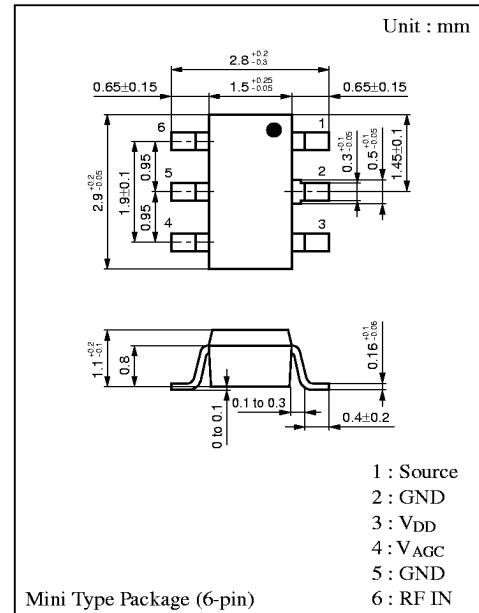 Unit : mm
2.8 +0.2 -0.3
0.65±0.15 1.5 +0.25 -0.05 0.65±0.15
6 1
5 2
4 3
2.9 +0.2 -0.05
1.9±0.1
0.95
0.95
0.3 +0.1 -0.05
0.5 +0.1 -0.05
1.45±0.1
1.1 +0.2 -0.1
0.8
0 to 0.1
0.1 to 0.3
0.4±0.2
0.16 +0.1 -0.06
1 : Source
2 : GND
3 : VDD
4 : VAGC
5 : GND
6 : RF IN
Mini Type Package (6-pin)